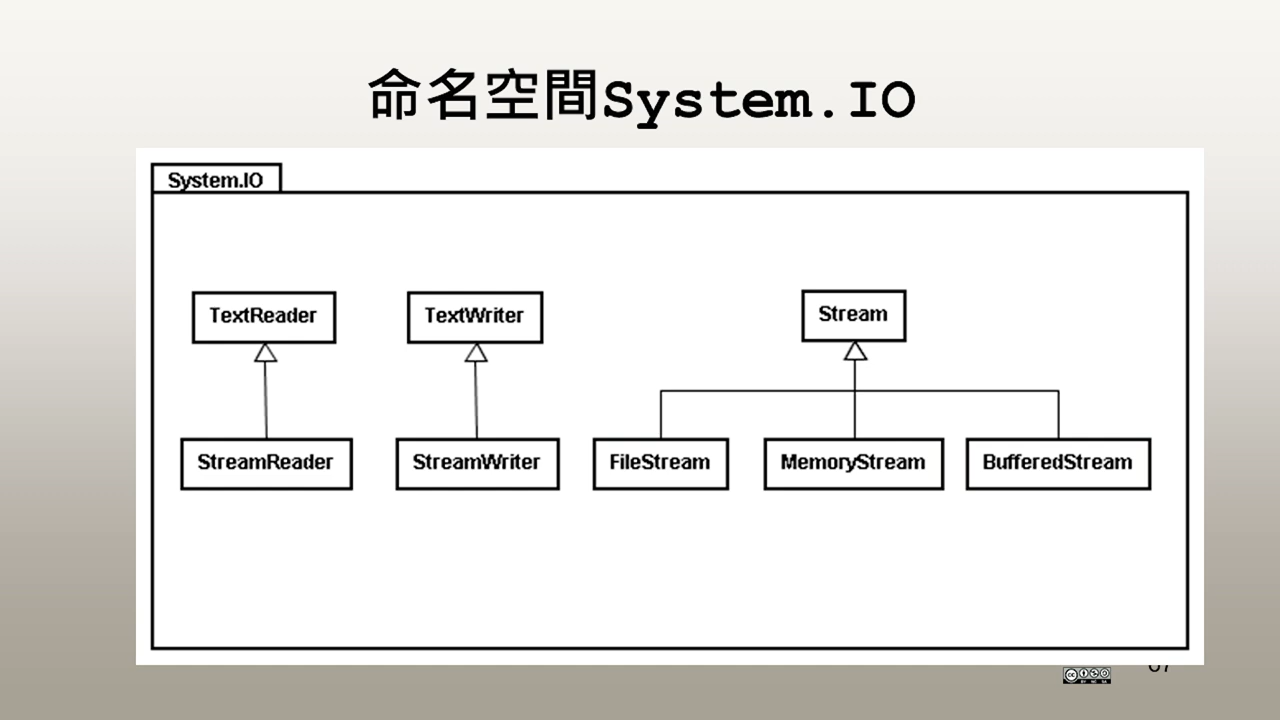 命名空間System.IO
System.IO
TextReader
TextWriter
Stream
StreamReader
StreamWriter
FileStream
MemoryStream
BufferedStream